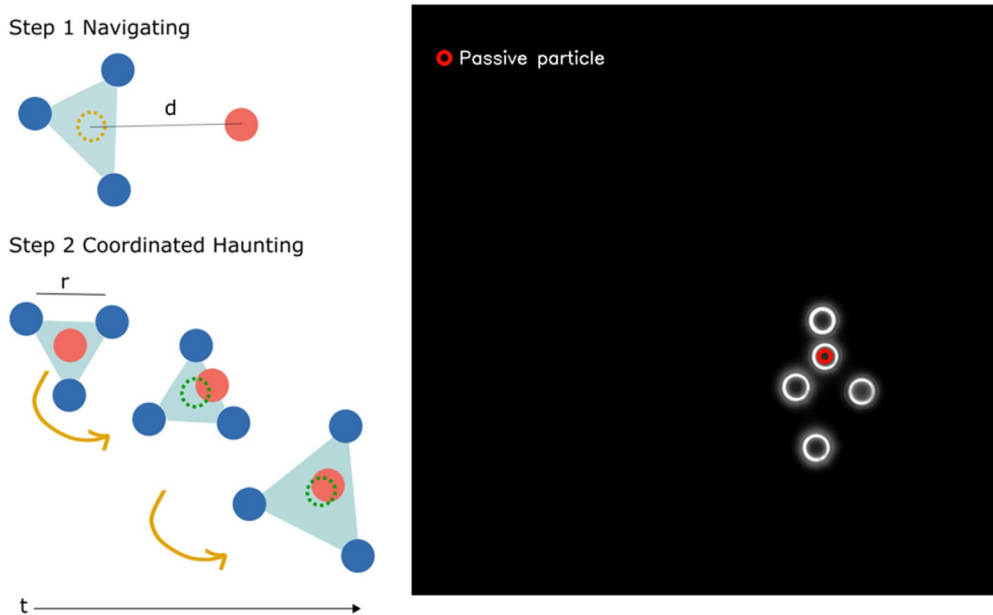 Step 1 Navigating
d
Step 2 Coordinated Haunting
r
t
Passive particle